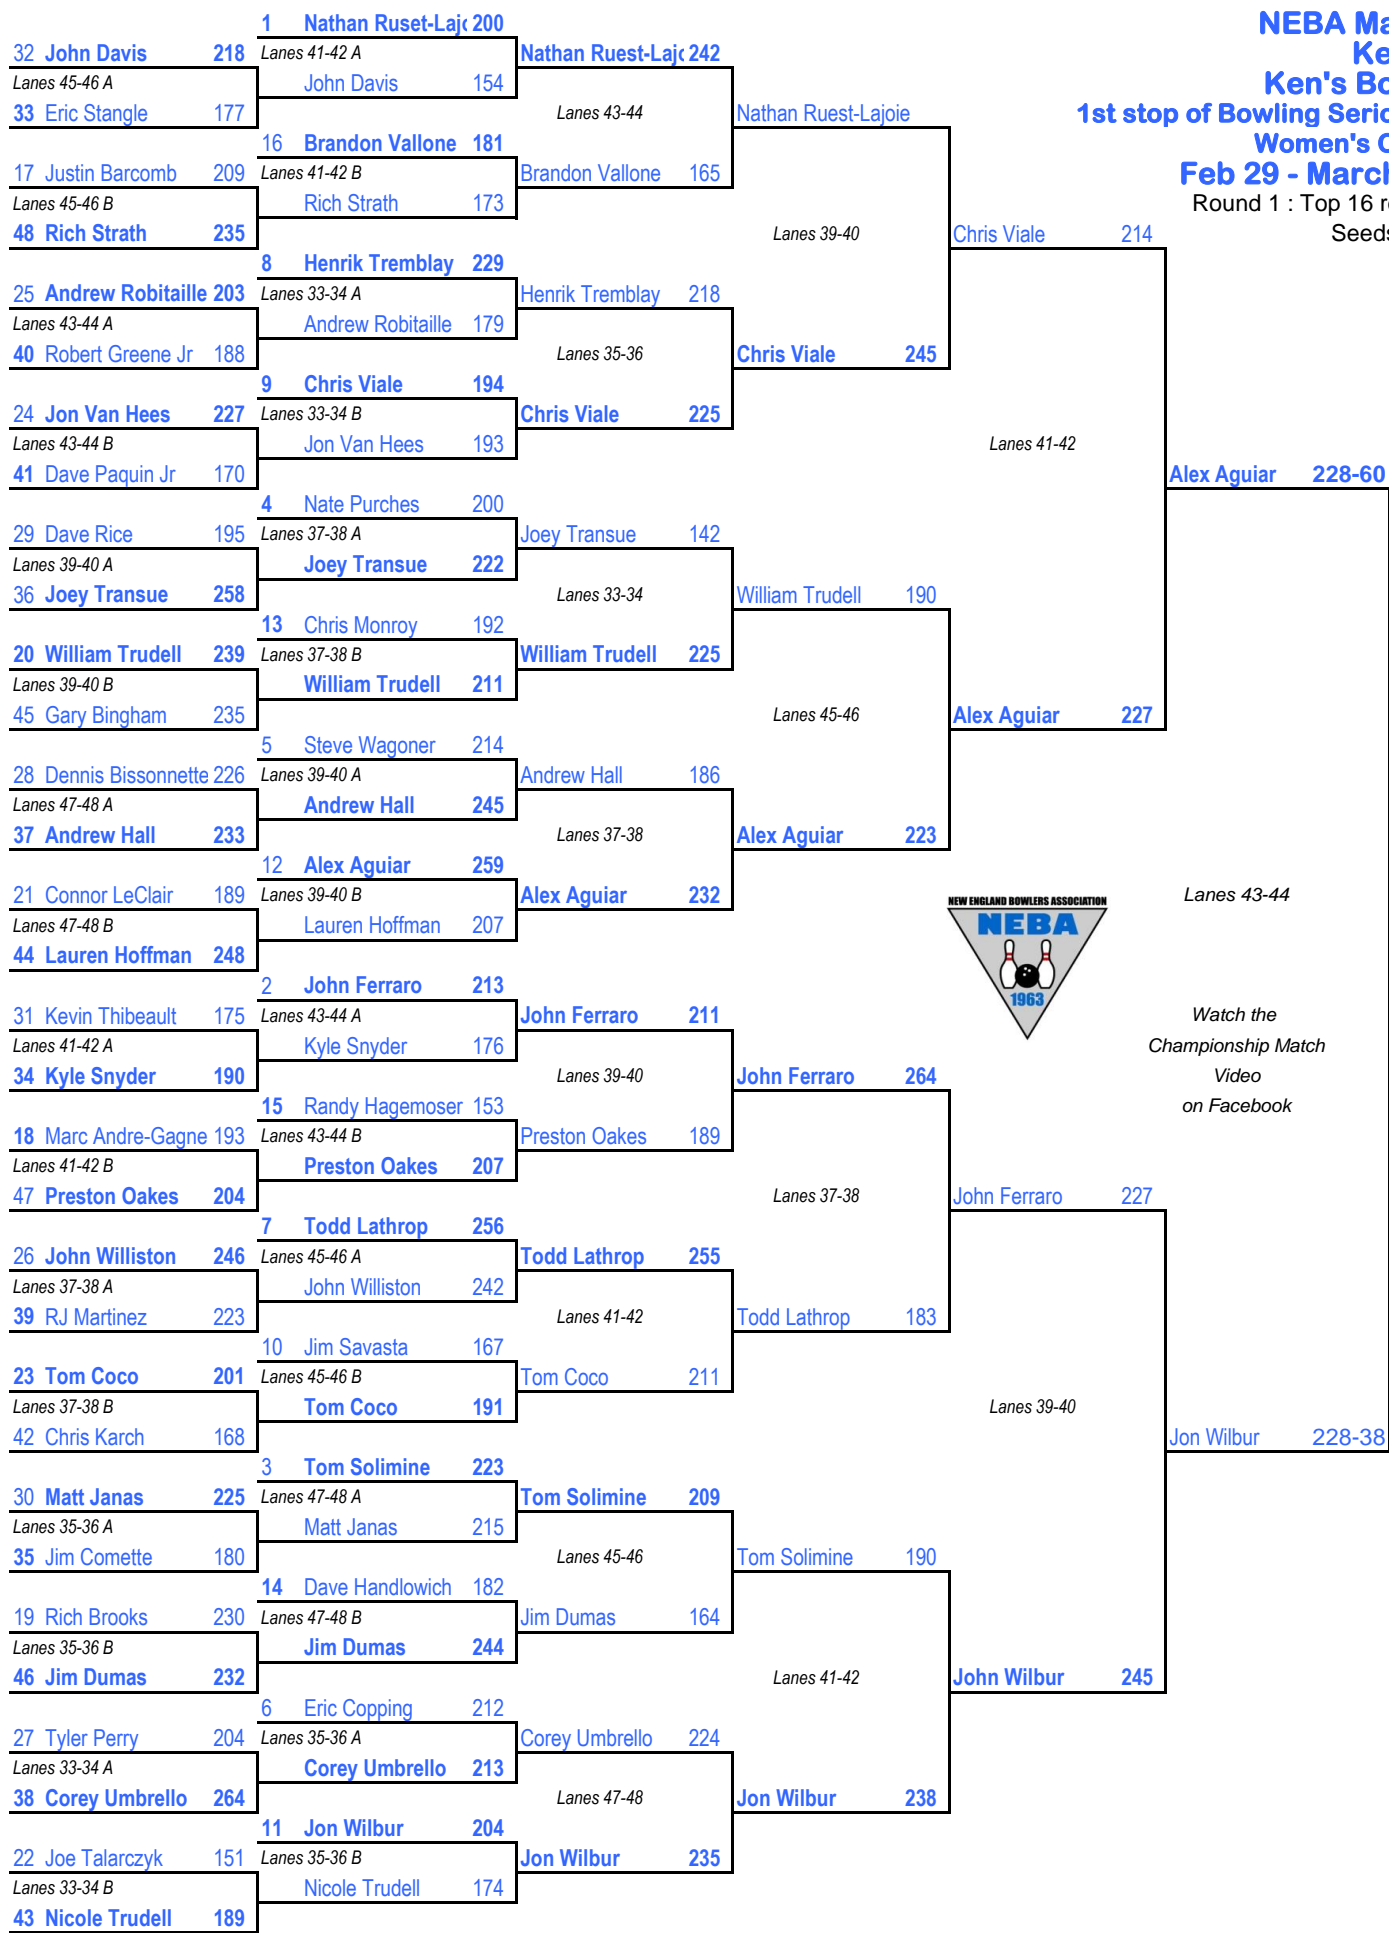 1 Nathan Ruset-Lajo 200
NEBA Ma
32 John Davis 218 Lanes 41-42 A Nathan Ruest-Lajo 242
Ke
Lanes 45-46 A John Davis 154
Ken's Bo
33 Eric Stangle 177 Lanes 43-44 Nathan Ruest-Lajoie
1st stop of Bowling Serio
16 Brandon Vallone 181
Women's C
17 Justin Barcomb 209 Lanes 41-42 B Brandon Vallone 165
Feb 29 - March
Lanes 45-46 B Rich Strath 173
Round 1 : Top 16 r
48 Rich Strath 235 Lanes 39-40 Chris Viale 214
Seeds
8 Henrik Tremblay 229
25 Andrew Robitaille 203 Lanes 33-34 A Henrik Tremblay 218
Lanes 43-44 A Andrew Robitaille 179
40 Robert Greene Jr 188 Lanes 35-36 Chris Viale 245
9 Chris Viale 194
24 Jon Van Hees 227 Lanes 33-34 B Chris Viale 225
Lanes 43-44 B Jon Van Hees 193 Lanes 41-42
41 Dave Paquin Jr 170 Alex Aguiar 228-60
4 Nate Purches 200
29 Dave Rice 195 Lanes 37-38 A Joey Transue 142
Lanes 39-40 A Joey Transue 222
36 Joey Transue 258 Lanes 33-34 William Trudell 190
13 Chris Monroy 192
20 William Trudell 239 Lanes 37-38 B William Trudell 225
Lanes 39-40 B William Trudell 211
45 Gary Bingham 235 Lanes 45-46 Alex Aguiar 227
5 Steve Wagoner 214
28 Dennis Bissonnette 226 Lanes 39-40 A Andrew Hall 186
Lanes 47-48 A Andrew Hall 245
37 Andrew Hall 233 Lanes 37-38 Alex Aguiar 223
12 Alex Aguiar 259
21 Connor LeClair 189 Lanes 39-40 B Alex Aguiar 232 Lanes 43-44
NEW ENGLAND BOWLERS ASSOCIATION
NEBA
1963
Lanes 47-48 B Lauren Hoffman 207
44 Lauren Hoffman 248
2 John Ferraro 213
31 Kevin Thibeault 175 Lanes 43-44 A John Ferraro 211 Watch the
Lanes 41-42 A Kyle Snyder 176 Championship Match
34 Kyle Snyder 190 Lanes 39-40 John Ferraro 264 Video
15 Randy Hagemoser 153 on Facebook
18 Marc Andre-Gagne 193 Lanes 43-44 B Preston Oakes 189
Lanes 41-42 B Preston Oakes 207
47 Preston Oakes 204 Lanes 37-38 John Ferraro 227
7 Todd Lathrop 256
26 John Williston 246 Lanes 45-46 A Todd Lathrop 255
Lanes 37-38 A John Williston 242
39 RJ Martinez 223 Lanes 41-42 Todd Lathrop 183
10 Jim Savasta 167
23 Tom Coco 201 Lanes 45-46 B Tom Coco 211
Lanes 37-38 B Tom Coco 191 Lanes 39-40
42 Chris Karch 168 Jon Wilbur 228-38
3 Tom Solimine 223
30 Matt Janas 225 Lanes 47-48 A Tom Solimine 209
Lanes 35-36 A Matt Janas 215
35 Jim Comette 180 Lanes 45-46 Tom Solimine 190
14 Dave Handlowich 182
19 Rich Brooks 230 Lanes 47-48 B Jim Dumas 164
Lanes 35-36 B Jim Dumas 244
46 Jim Dumas 232 Lanes 41-42 John Wilbur 245
6 Eric Copping 212
27 Tyler Perry 204 Lanes 35-36 A Corey Umbrello 224
Lanes 33-34 A Corey Umbrello 213
38 Corey Umbrello 264 Lanes 47-48 Jon Wilbur 238
11 Jon Wilbur 204
22 Joe Talarczyk 151 Lanes 35-36 B Jon Wilbur 235
Lanes 33-34 B Nicole Trudell 174
43 Nicole Trudell 189